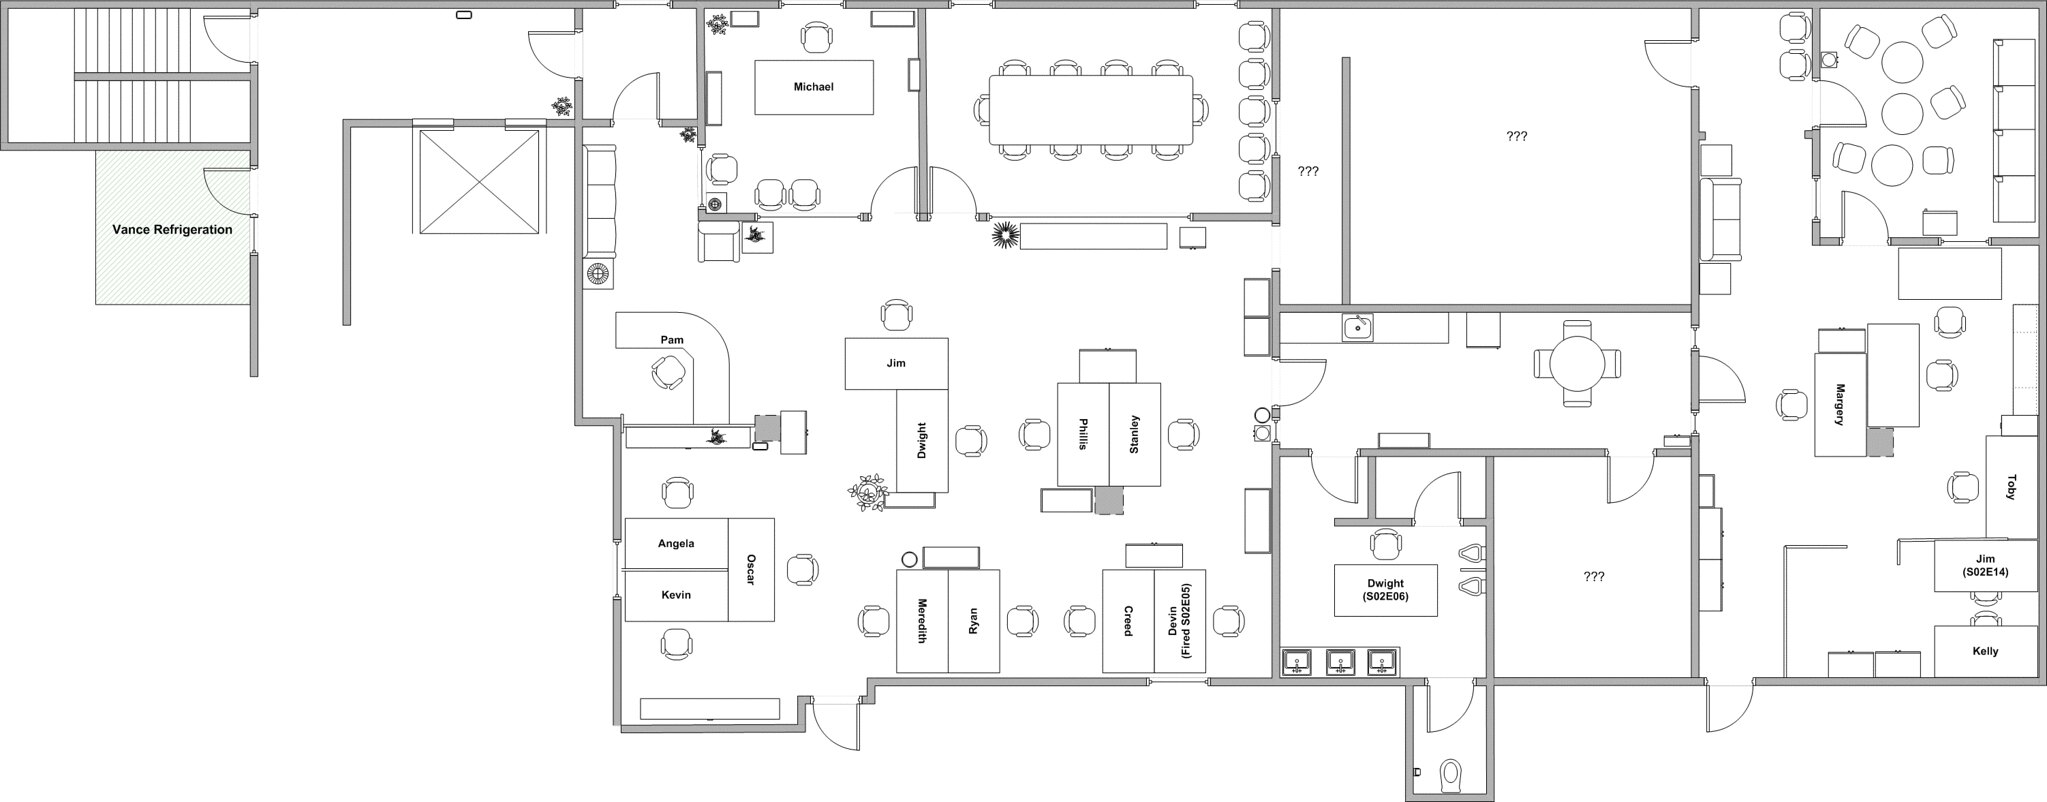 Michael
???
???
Vance Refrigeration
Pam
Jim
Dwight
Phillis
Stanley
Margery
Toby
Angela
Kevin
Oscar
Meredith
Ryan
Creed
Devin
(Fired S02E05)
Dwight
(S02E06)
???
Jim
(S02E14)
Kelly